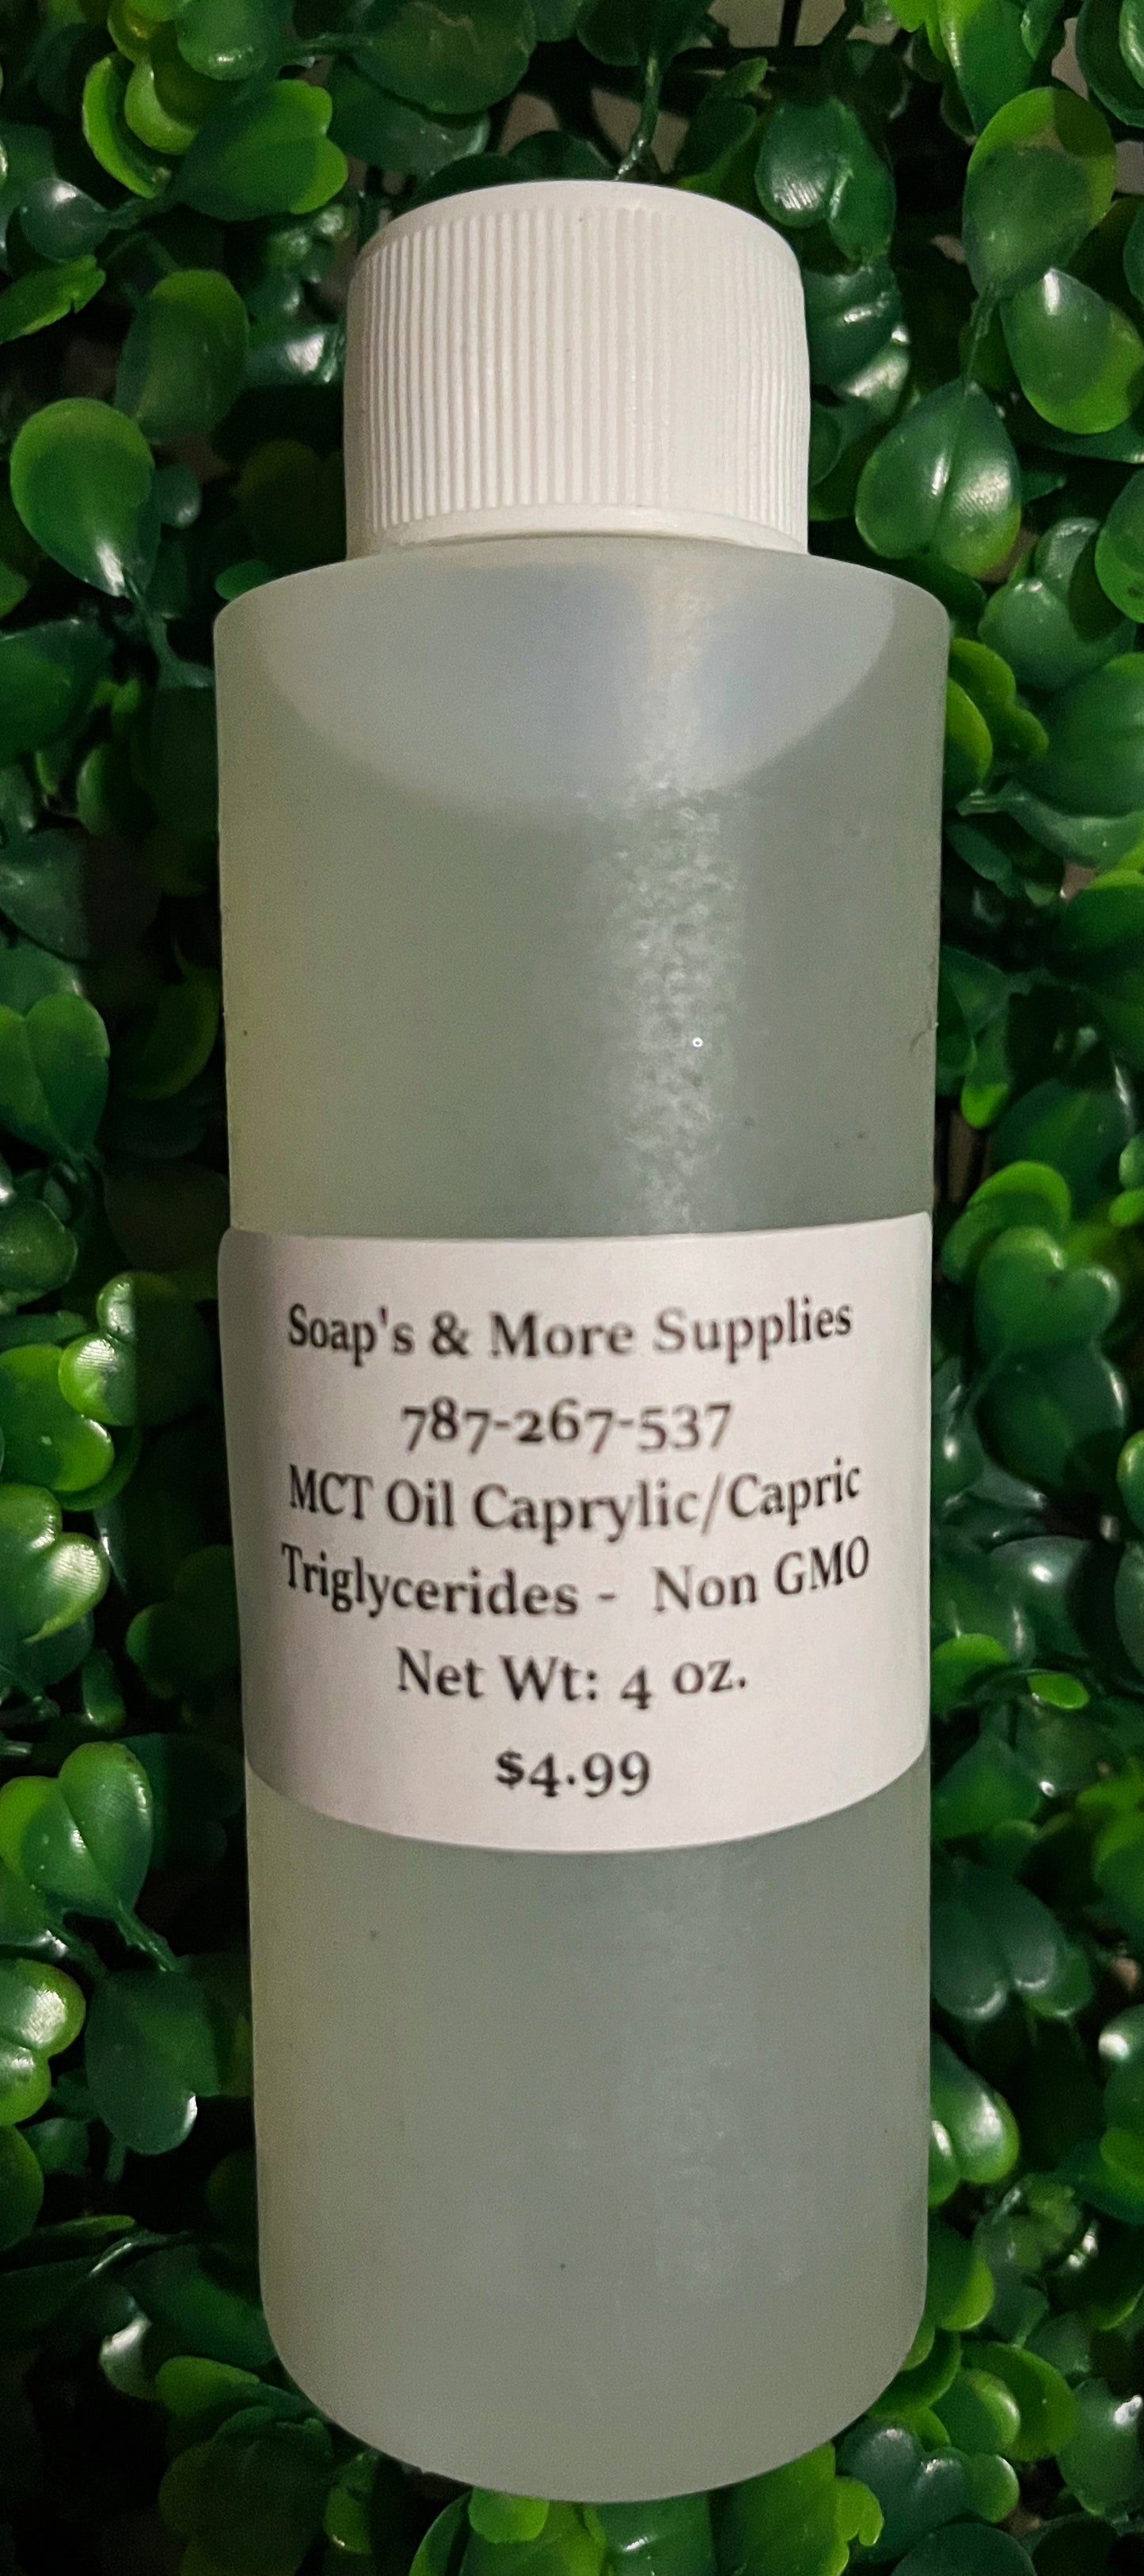 Soap's & More Supplies
787-267-537
MCT Oil Caprylic/Capric
Triglycerides - Non GMO
Net Wt: 4 oz.
$4.99